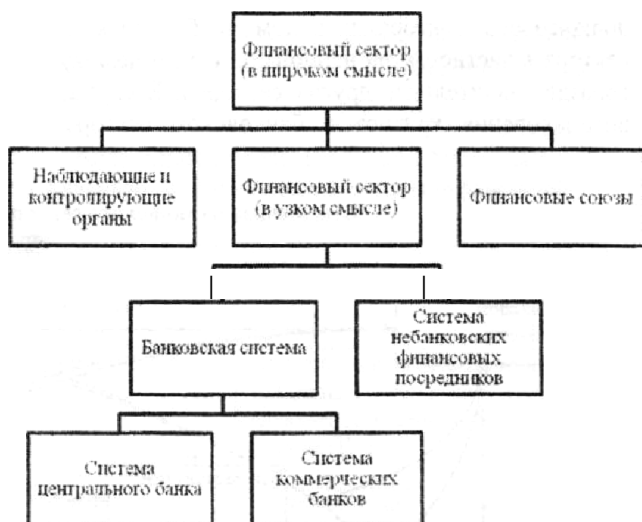 Финансовый сектор
(в широком смысле)
Наблюдающие и
контролирующие
органы
Финансовый сектор
(в узком смысле)
Финансовые союзы
Банковская система
Система
небанковских
финансовых
посредников
Система
центрального банка
Система
коммерческих
банков